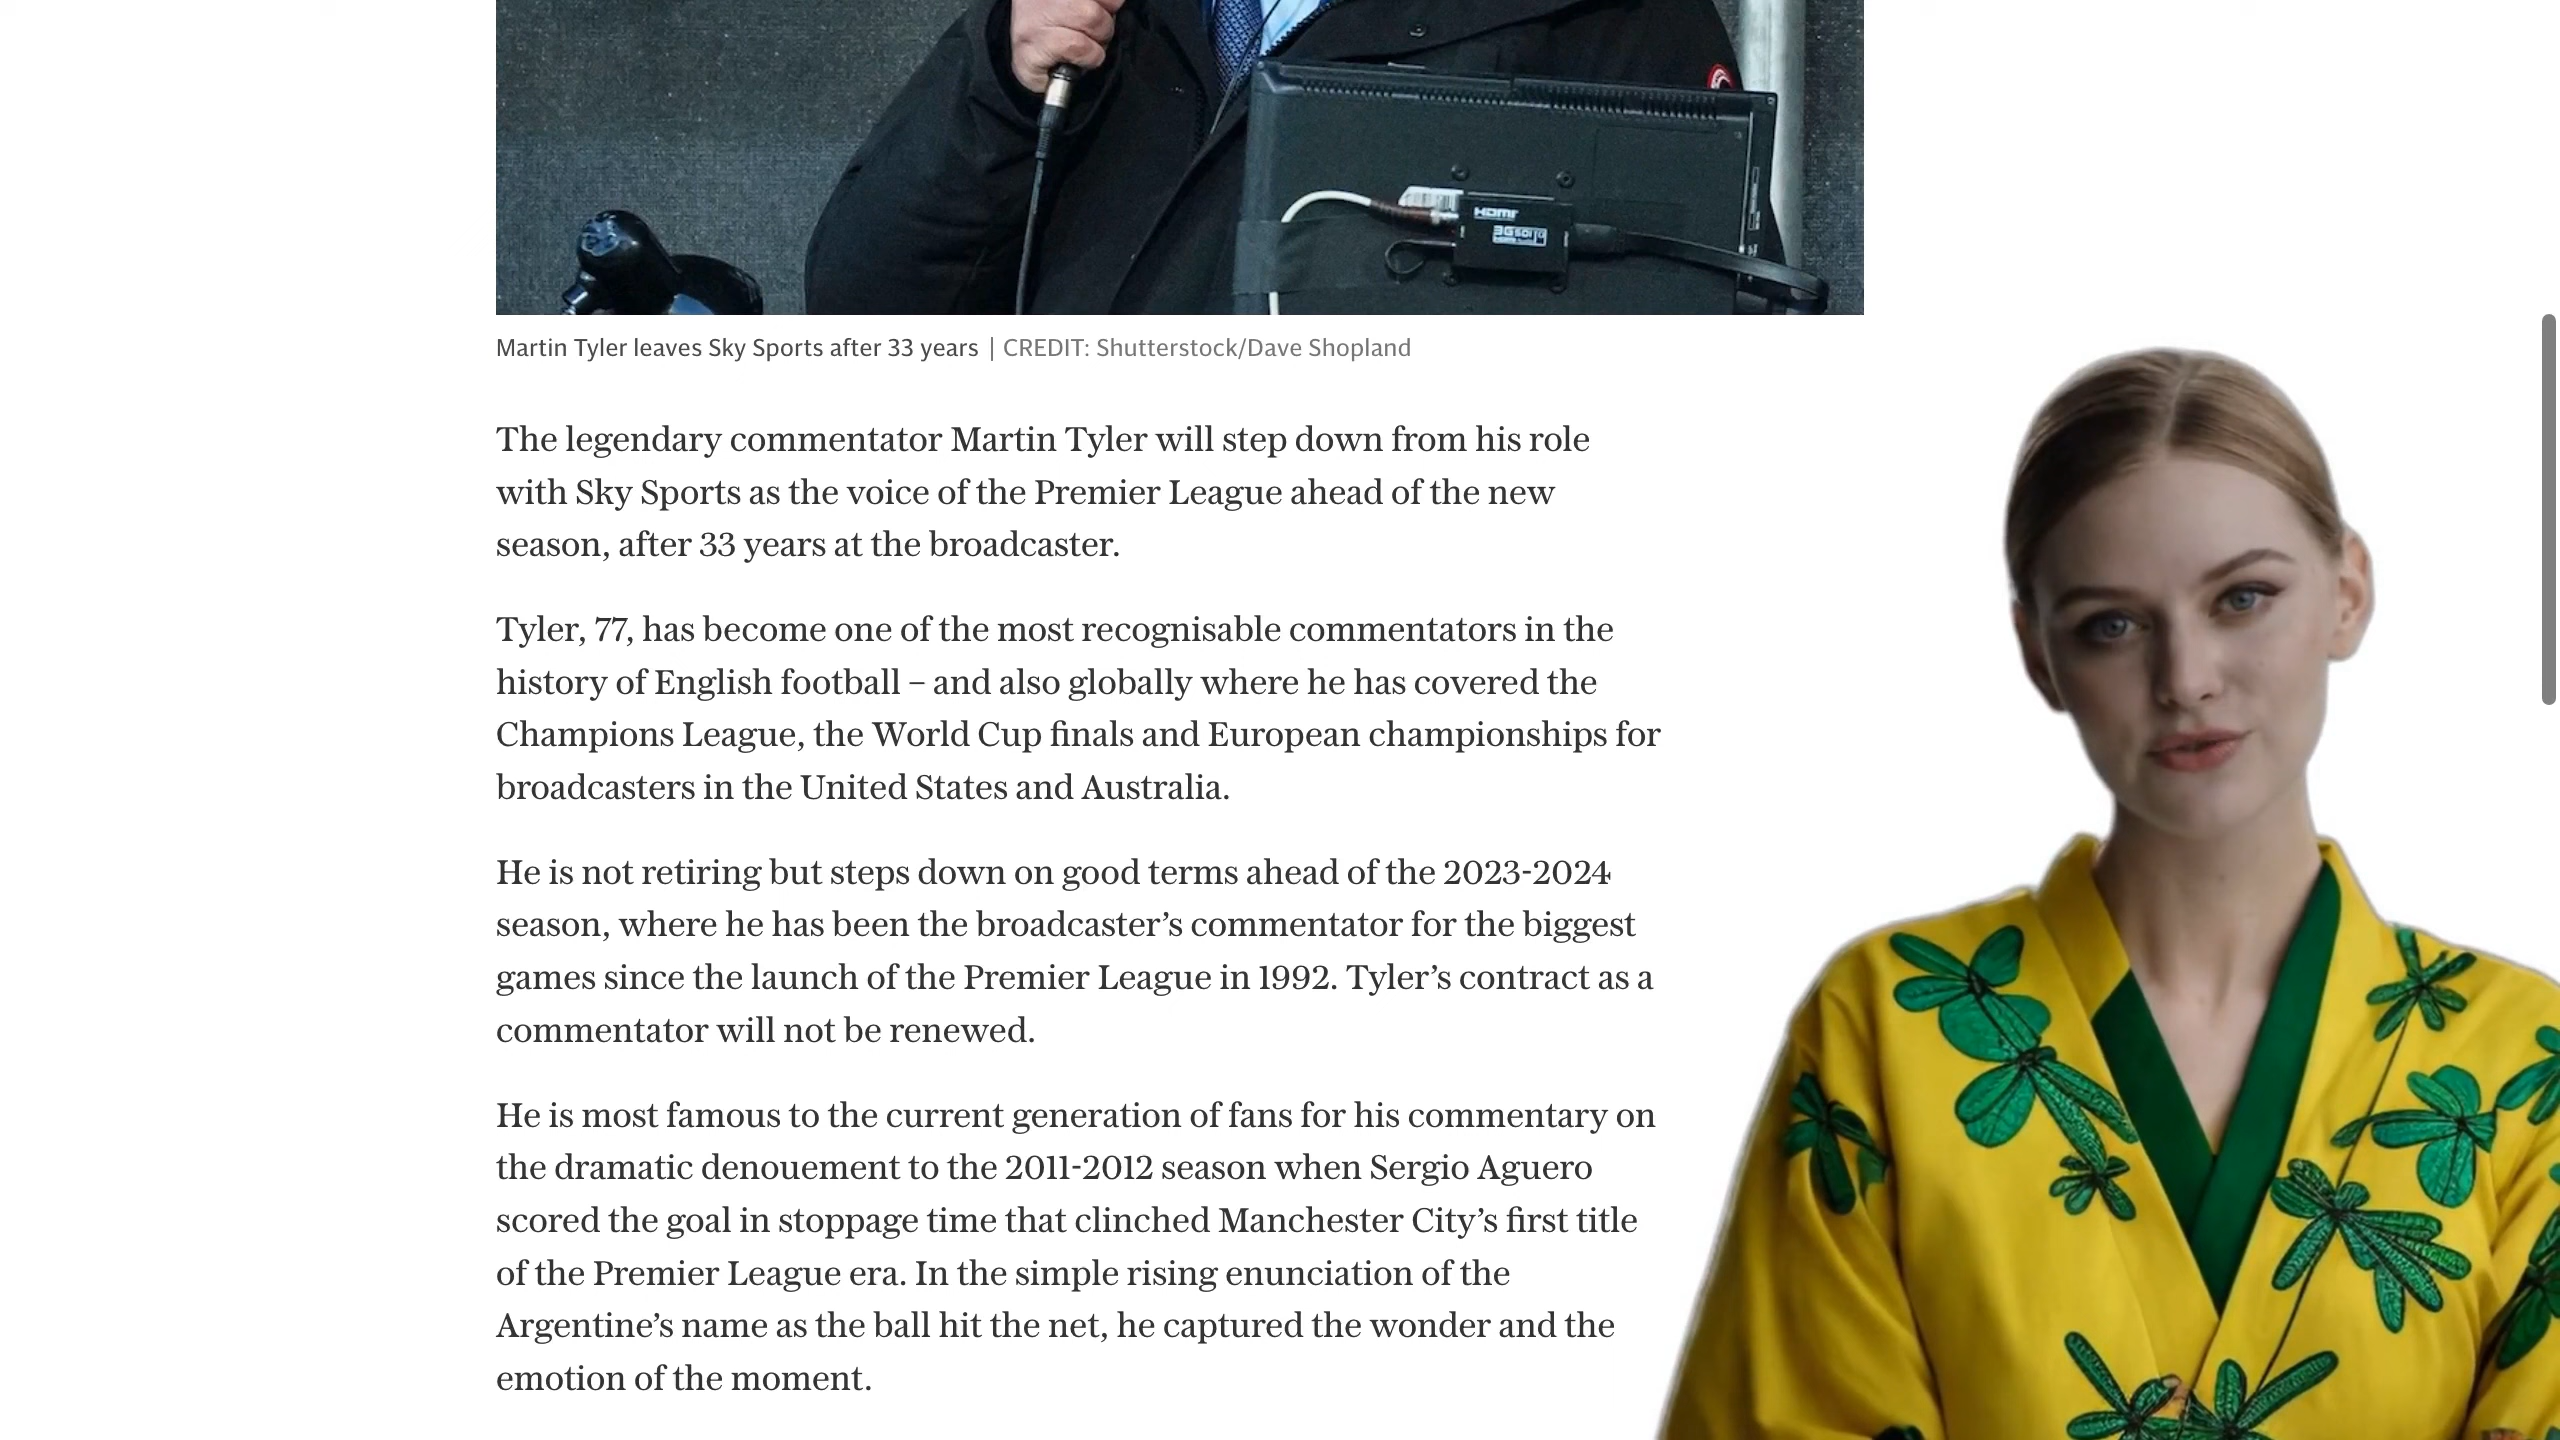 HDMI
3G SDI
Martin Tyler leaves Sky Sports after 33 years | CREDIT: Shutterstock/Dave Shopland
The legendary commentator Martin Tyler will step down from his role
with Sky Sports as the voice of the Premier League ahead of the new
season, after 33 years at the broadcaster.
Tyler, 77, has become one of the most recognisable commentators in the
history of English football – and also globally where he has covered the
Champions League, the World Cup finals and European championships for
broadcasters in the United States and Australia.
He is not retiring but steps down on good terms ahead of the 2023-2024
season, where he has been the broadcaster’s commentator for the biggest
games since the launch of the Premier League in 1992. Tyler’s contract as a
commentator will not be renewed.
He is most famous to the current generation of fans for his commentary on
the dramatic denouement to the 2011-2012 season when Sergio Aguero
scored the goal in stoppage time that clinched Manchester City’s first title
of the Premier League era. In the simple rising enunciation of the
Argentine’s name as the ball hit the net, he captured the wonder and the
emotion of the moment.